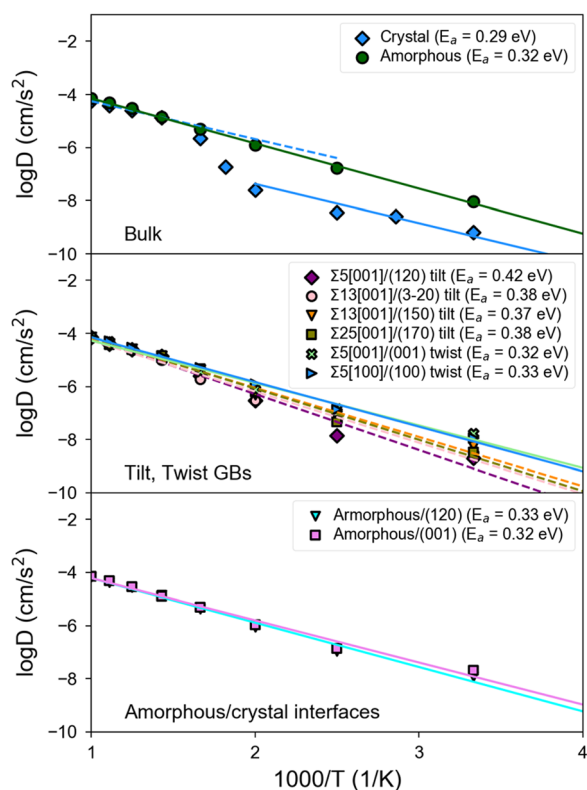 −2
Crystal (Ea = 0.29 eV)
Amorphous (Ea = 0.32 eV)
−4
−6
−8
−10
logD (cm/s²)
Bulk
−2
Σ5[001]/(120) tilt (Ea = 0.42 eV)
Σ13[001]/(3-20) tilt (Ea = 0.38 eV)
Σ13[001]/(150) tilt (Ea = 0.37 eV)
Σ25[001]/(170) tilt (Ea = 0.38 eV)
Σ5[001]/(001) twist (Ea = 0.32 eV)
Σ5[100]/(100) twist (Ea = 0.33 eV)
−4
−6
−8
−10
logD (cm/s²)
Tilt, Twist GBs
−2
Armorphous/(120) (Ea = 0.33 eV)
Amorphous/(001) (Ea = 0.32 eV)
−4
−6
−8
−10
logD (cm/s²)
Amorphous/crystal interfaces
1 2 3 4
1000/T (1/K)